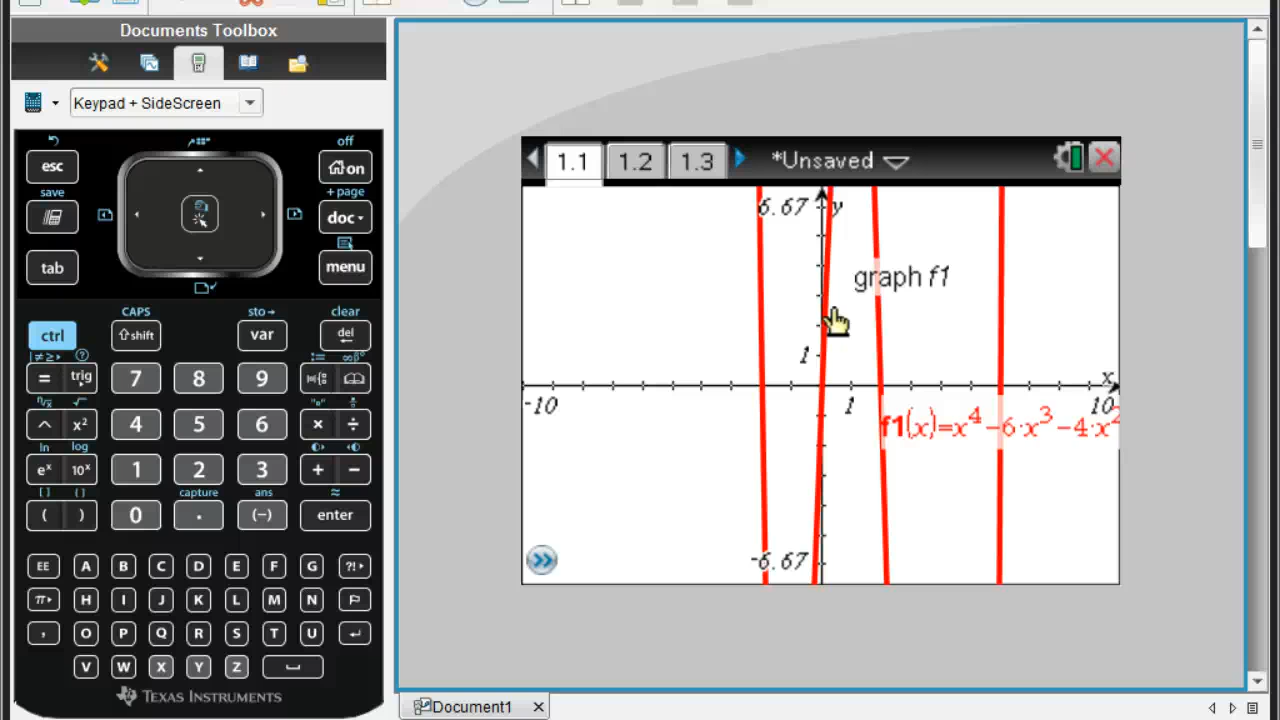 Documents Toolbox
Keypad + SideScreen
off
esc
on
save
+ page
doc
tab
menu
CAPS
sto→
clear
ctrl
⇧shift
var
del
|≠≥▸
:=
∞β°
=
trig
7
8
9
ⁿ√x
√
"□"
^
x²
4
5
6
×
÷
ln
log
eˣ
10ˣ
1
2
3
+
−
[ ]
{ }
capture
ans
≈
(
)
0
.
(−)
enter
EE
A
B
C
D
E
F
G
?!▸
π▸
H
I
J
K
L
M
N
,
O
P
Q
R
S
T
U
V
W
X
Y
Z
TEXAS INSTRUMENTS
1.1
1.2
1.3
*Unsaved
6.67
y
graph f1
1
x
-10
1
10
f1(x)=x⁴−6·x³−4·x²
-6.67
Document1